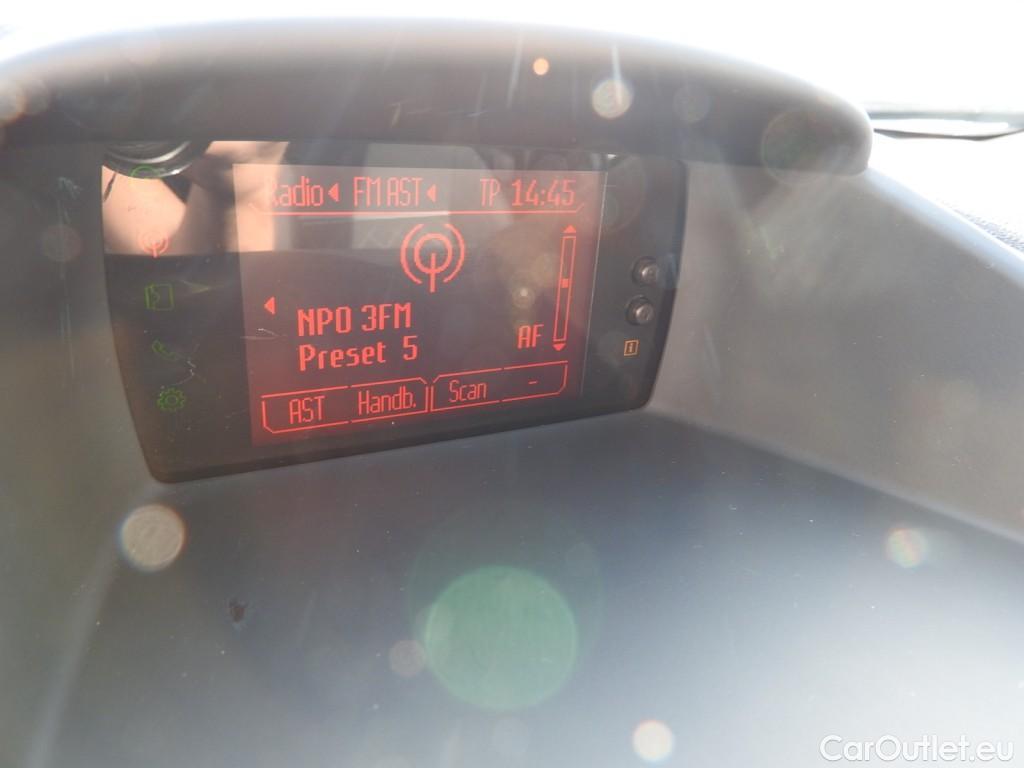 Radio FM AST TP 14:45
NPO 3FM
Preset 5 AF
AST Handb. Scan -
i
CarOutlet.eu